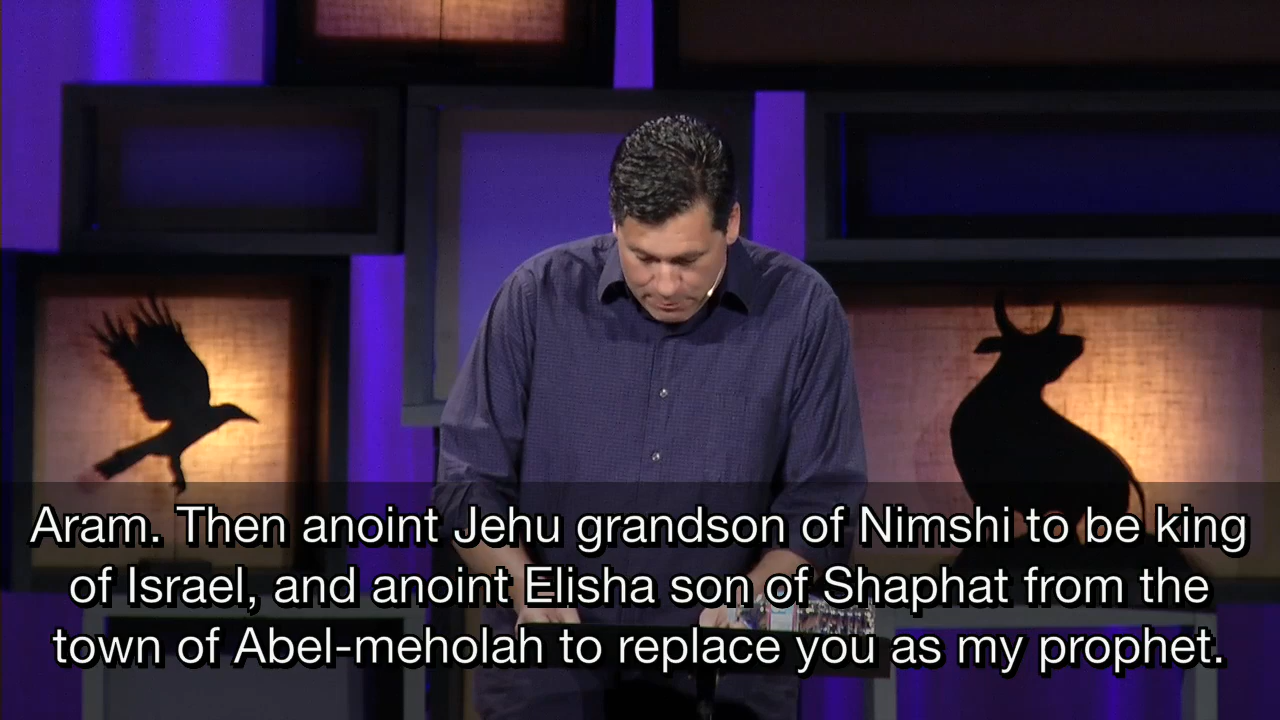 Aram. Then anoint Jehu grandson of Nimshi to be king
of Israel, and anoint Elisha son of Shaphat from the
town of Abel-meholah to replace you as my prophet.